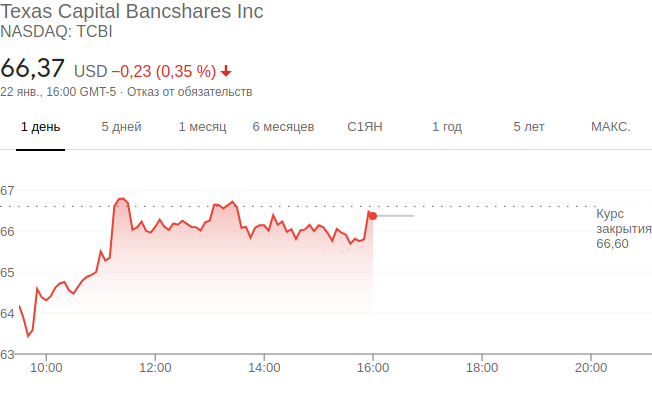 Texas Capital Bancshares Inc
NASDAQ: TCBI
66,37 USD −0,23 (0,35 %)
22 янв., 16:00 GMT-5 · Отказ от обязательств
1 день 5 дней 1 месяц 6 месяцев С1ЯН 1 год 5 лет МАКС.
67
Курс
закрытия
66
66,60
65
64
63
10:00 12:00 14:00 16:00 18:00 20:00